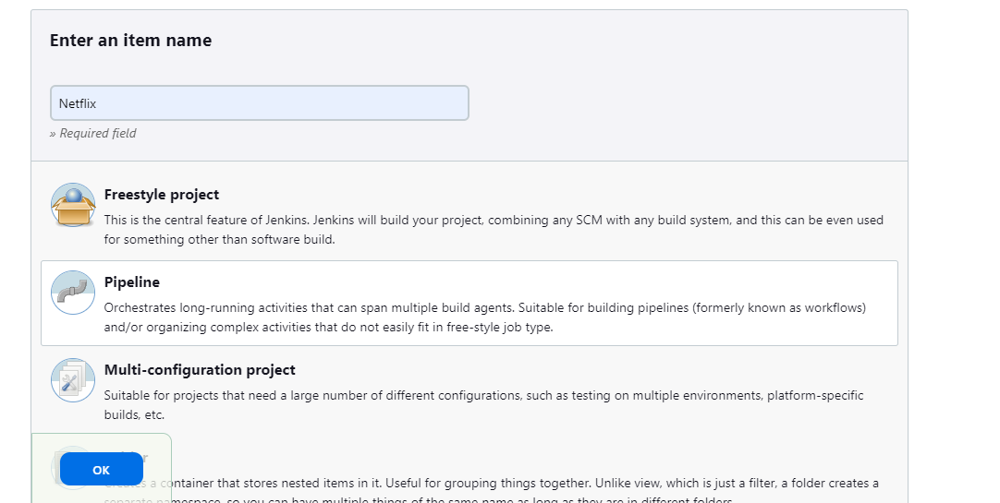 Enter an item name
Netflix
» Required field
Freestyle project
This is the central feature of Jenkins. Jenkins will build your project, combining any SCM with any build system, and this can be even used
for something other than software build.
Pipeline
Orchestrates long-running activities that can span multiple build agents. Suitable for building pipelines (formerly known as workflows)
and/or organizing complex activities that do not easily fit in free-style job type.
Multi-configuration project
Suitable for projects that need a large number of different configurations, such as testing on multiple environments, platform-specific
builds, etc.
OK
Creates a container that stores nested items in it. Useful for grouping things together. Unlike view, which is just a filter, a folder creates a
separate namespace, so you can have multiple things of the same name as long as they are in different folders.